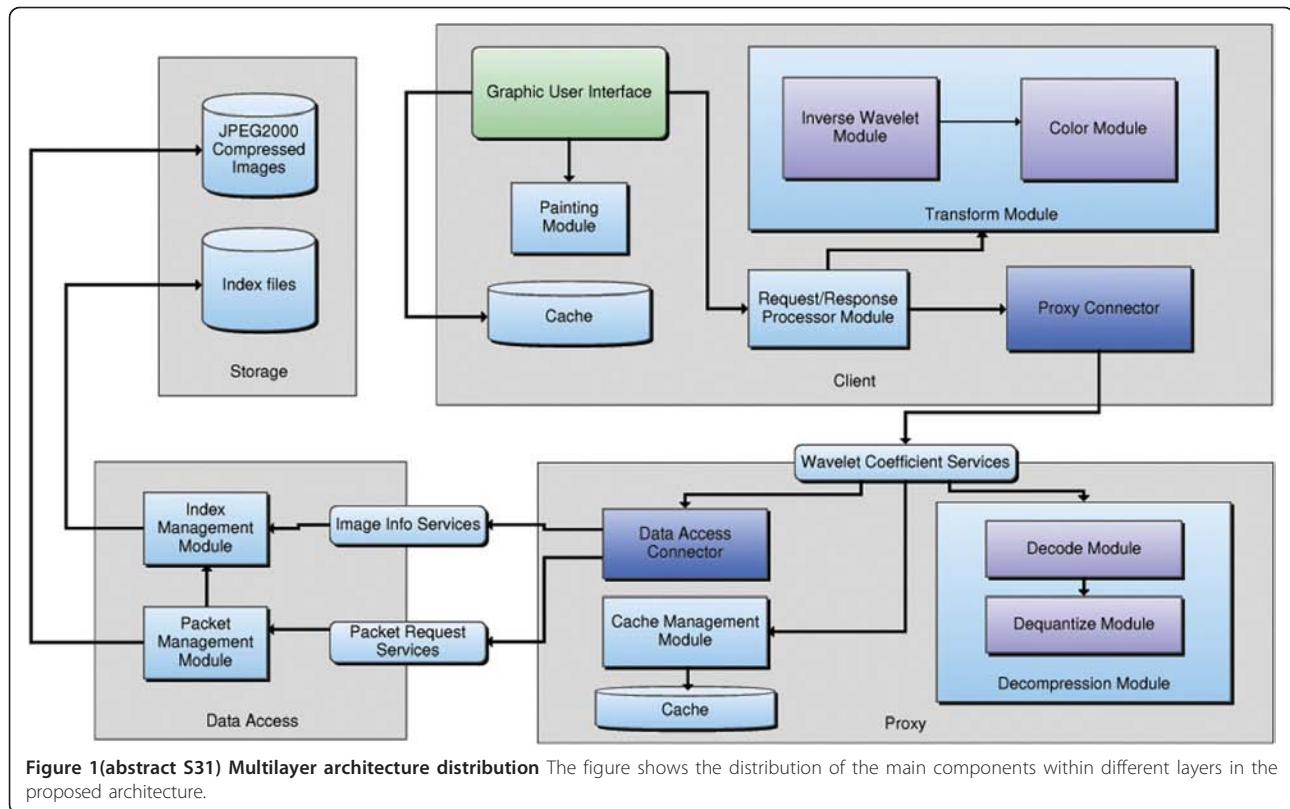 JPEG2000
Compressed
Images
Index files
Storage
Graphic User Interface
Painting
Module
Cache
Inverse Wavelet
Module
Color Module
Transform Module
Request/Response
Processor Module
Proxy Connector
Client
Wavelet Coefficient Services
Index
Management
Module
Image Info Services
Packet
Management
Module
Packet Request
Services
Data Access
Data Access
Connector
Cache Management
Module
Cache
Decode Module
Dequantize Module
Decompression Module
Proxy
Figure 1(abstract S31) Multilayer architecture distribution The figure shows the distribution of the main components within different layers in the
proposed architecture.